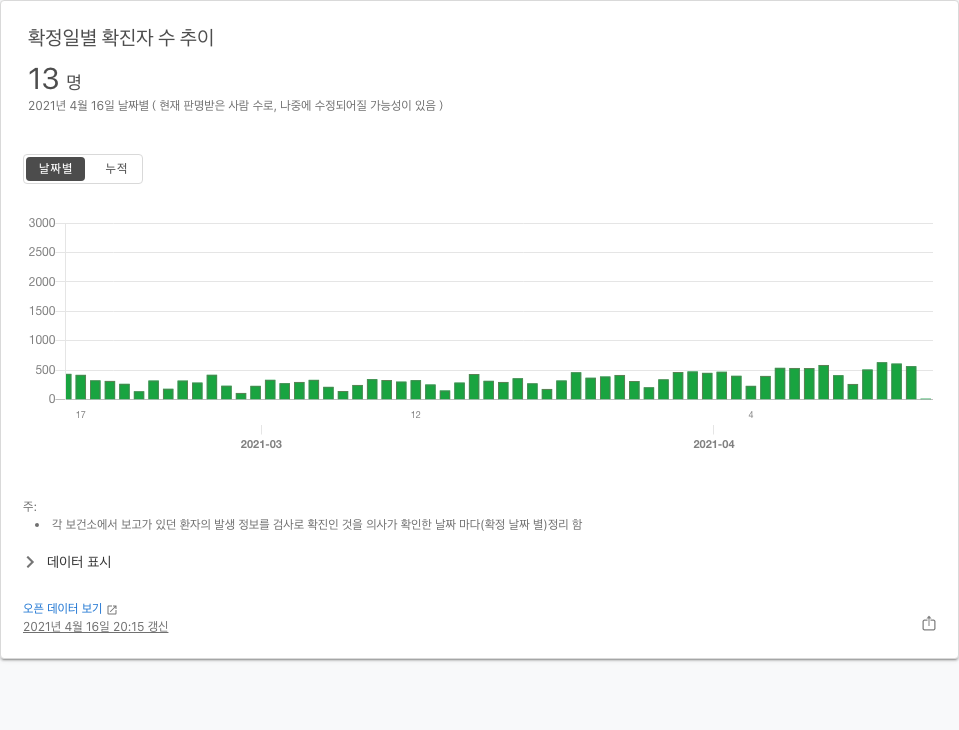 확정일별 확진자 수 추이
13 명
2021년 4월 16일 날짜별 ( 현재 판명받은 사람 수로, 나중에 수정되어질 가능성이 있음 )
날짜별 누적
3000
2500
2000
1500
1000
500
0
17 12 4
2021-03 2021-04
주:
• 각 보건소에서 보고가 있던 환자의 발생 정보를 검사로 확진인 것을 의사가 확인한 날짜 마다(확정 날짜 별)정리 함
데이터 표시
오픈 데이터 보기
2021년 4월 16일 20:15 갱신